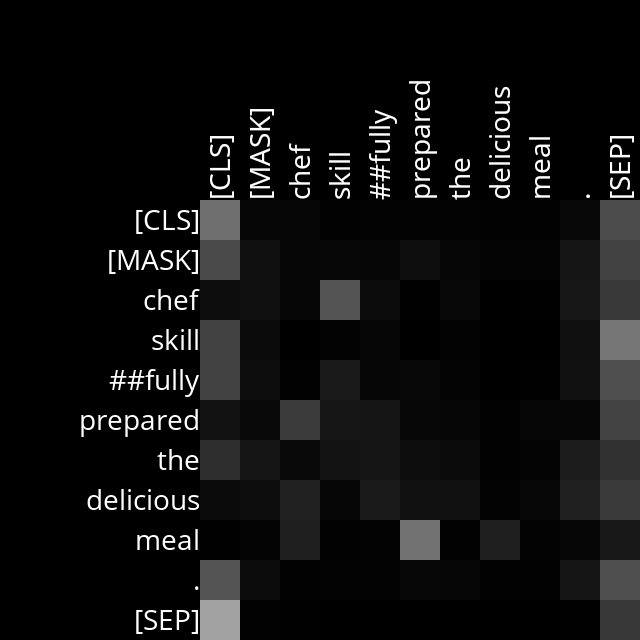 [CLS] [MASK] chef skill ##fully prepared the delicious meal . [SEP]
[CLS]
[MASK]
chef
skill
##fully
prepared
the
delicious
meal
.
[SEP]